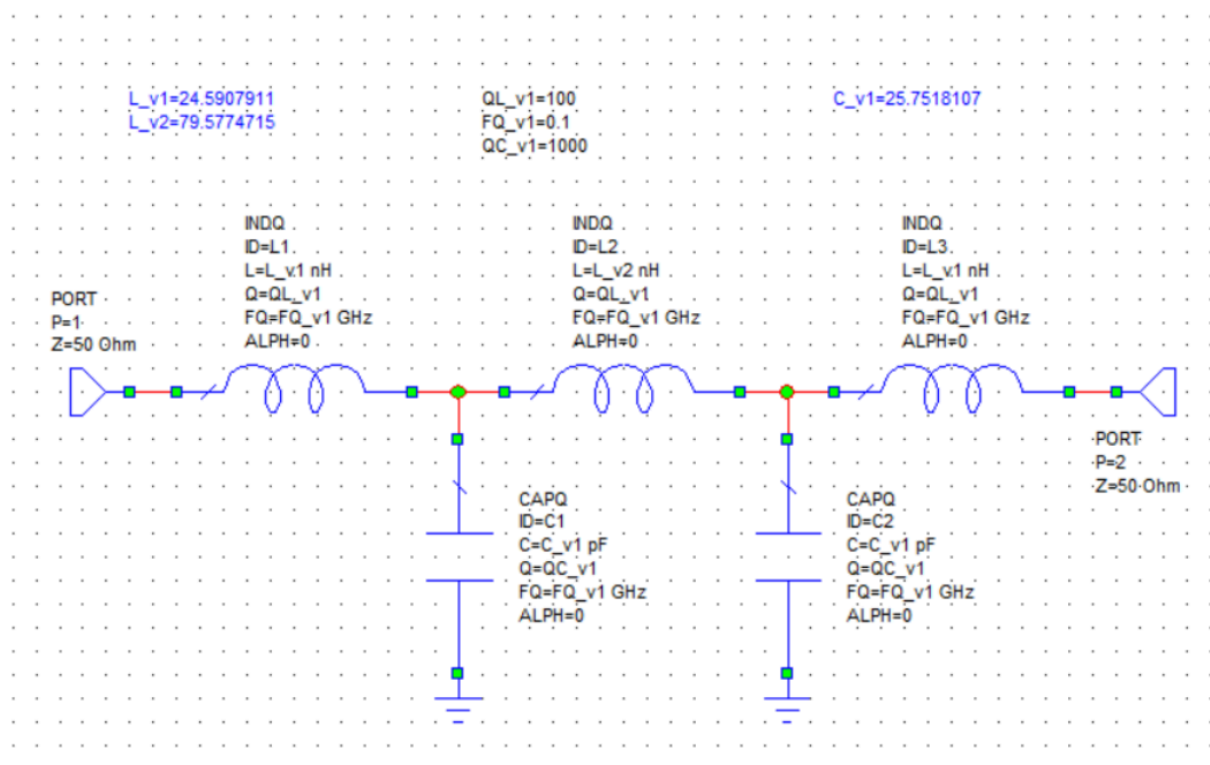 L_v1=24.5907911
L_v2=79.5774715
QL_v1=100
FQ_v1=0.1
QC_v1=1000
C_v1=25.7518107
INDQ
ID=L1
L=L_v1 nH
Q=QL_v1
FQ=FQ_v1 GHz
ALPH=0
INDQ
ID=L2
L=L_v2 nH
Q=QL_v1
FQ=FQ_v1 GHz
ALPH=0
INDQ
ID=L3
L=L_v1 nH
Q=QL_v1
FQ=FQ_v1 GHz
ALPH=0
PORT
P=1
Z=50 Ohm
PORT
P=2
Z=50 Ohm
CAPQ
ID=C1
C=C_v1 pF
Q=QC_v1
FQ=FQ_v1 GHz
ALPH=0
CAPQ
ID=C2
C=C_v1 pF
Q=QC_v1
FQ=FQ_v1 GHz
ALPH=0